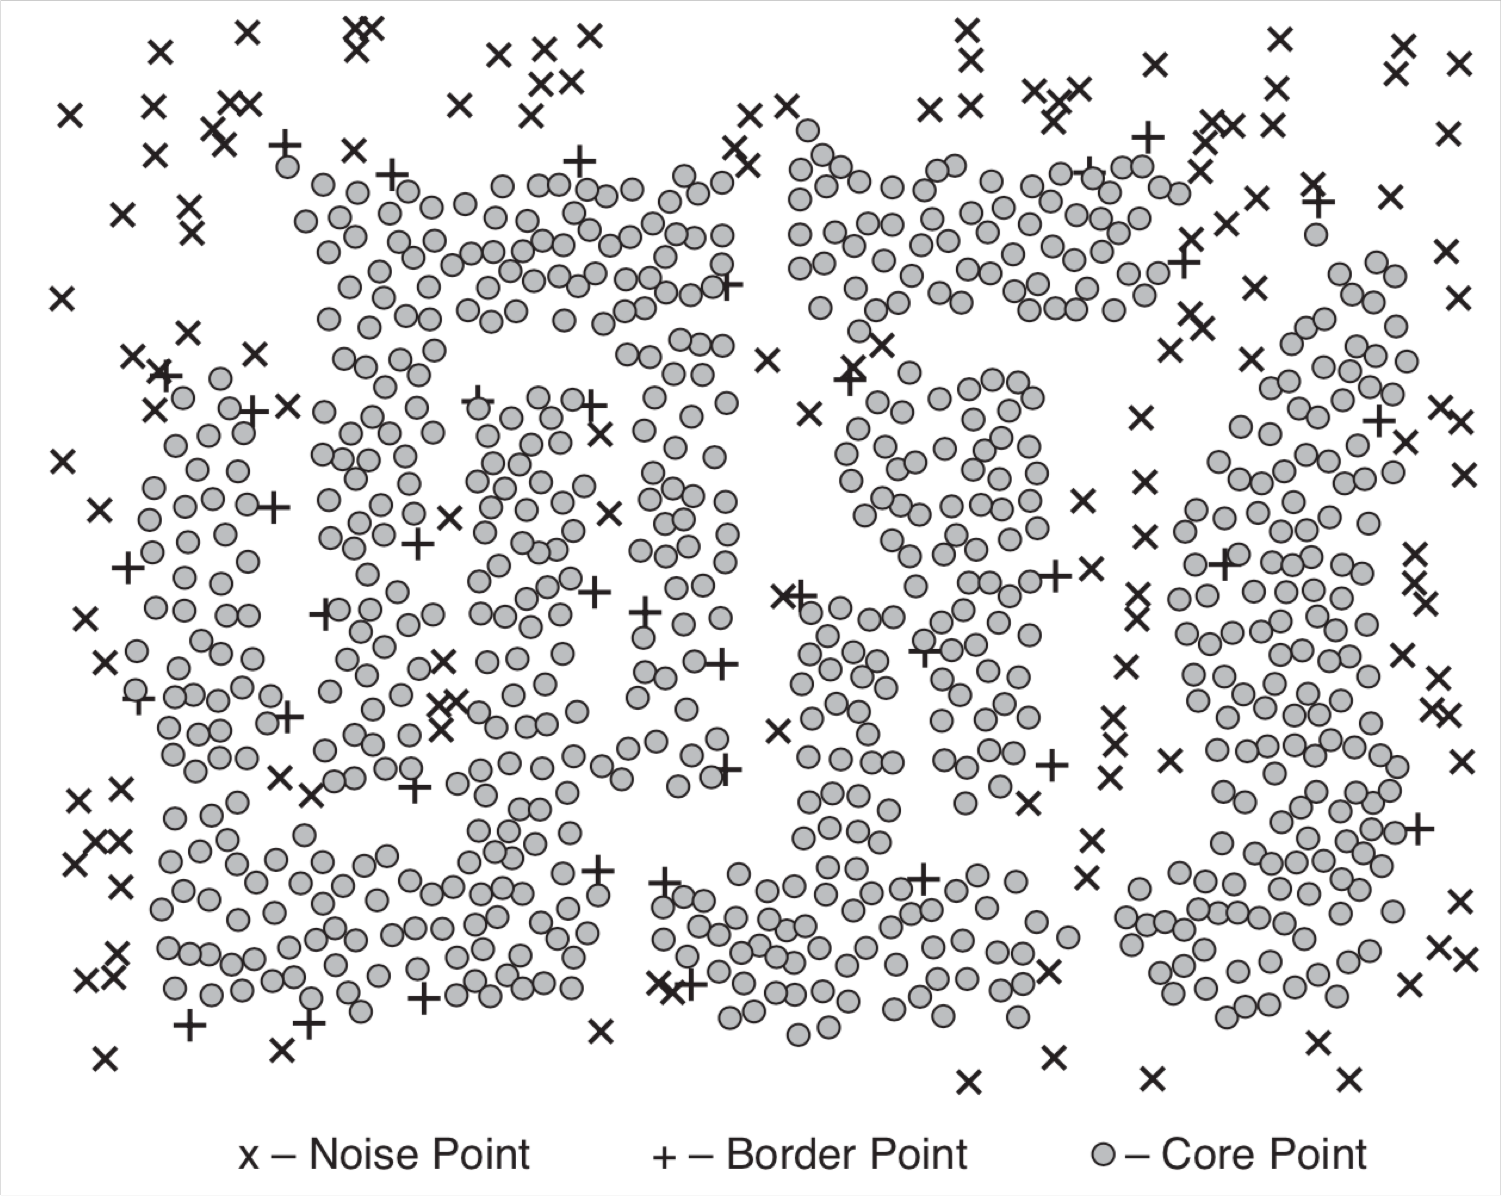 x – Noise Point + – Border Point – Core Point